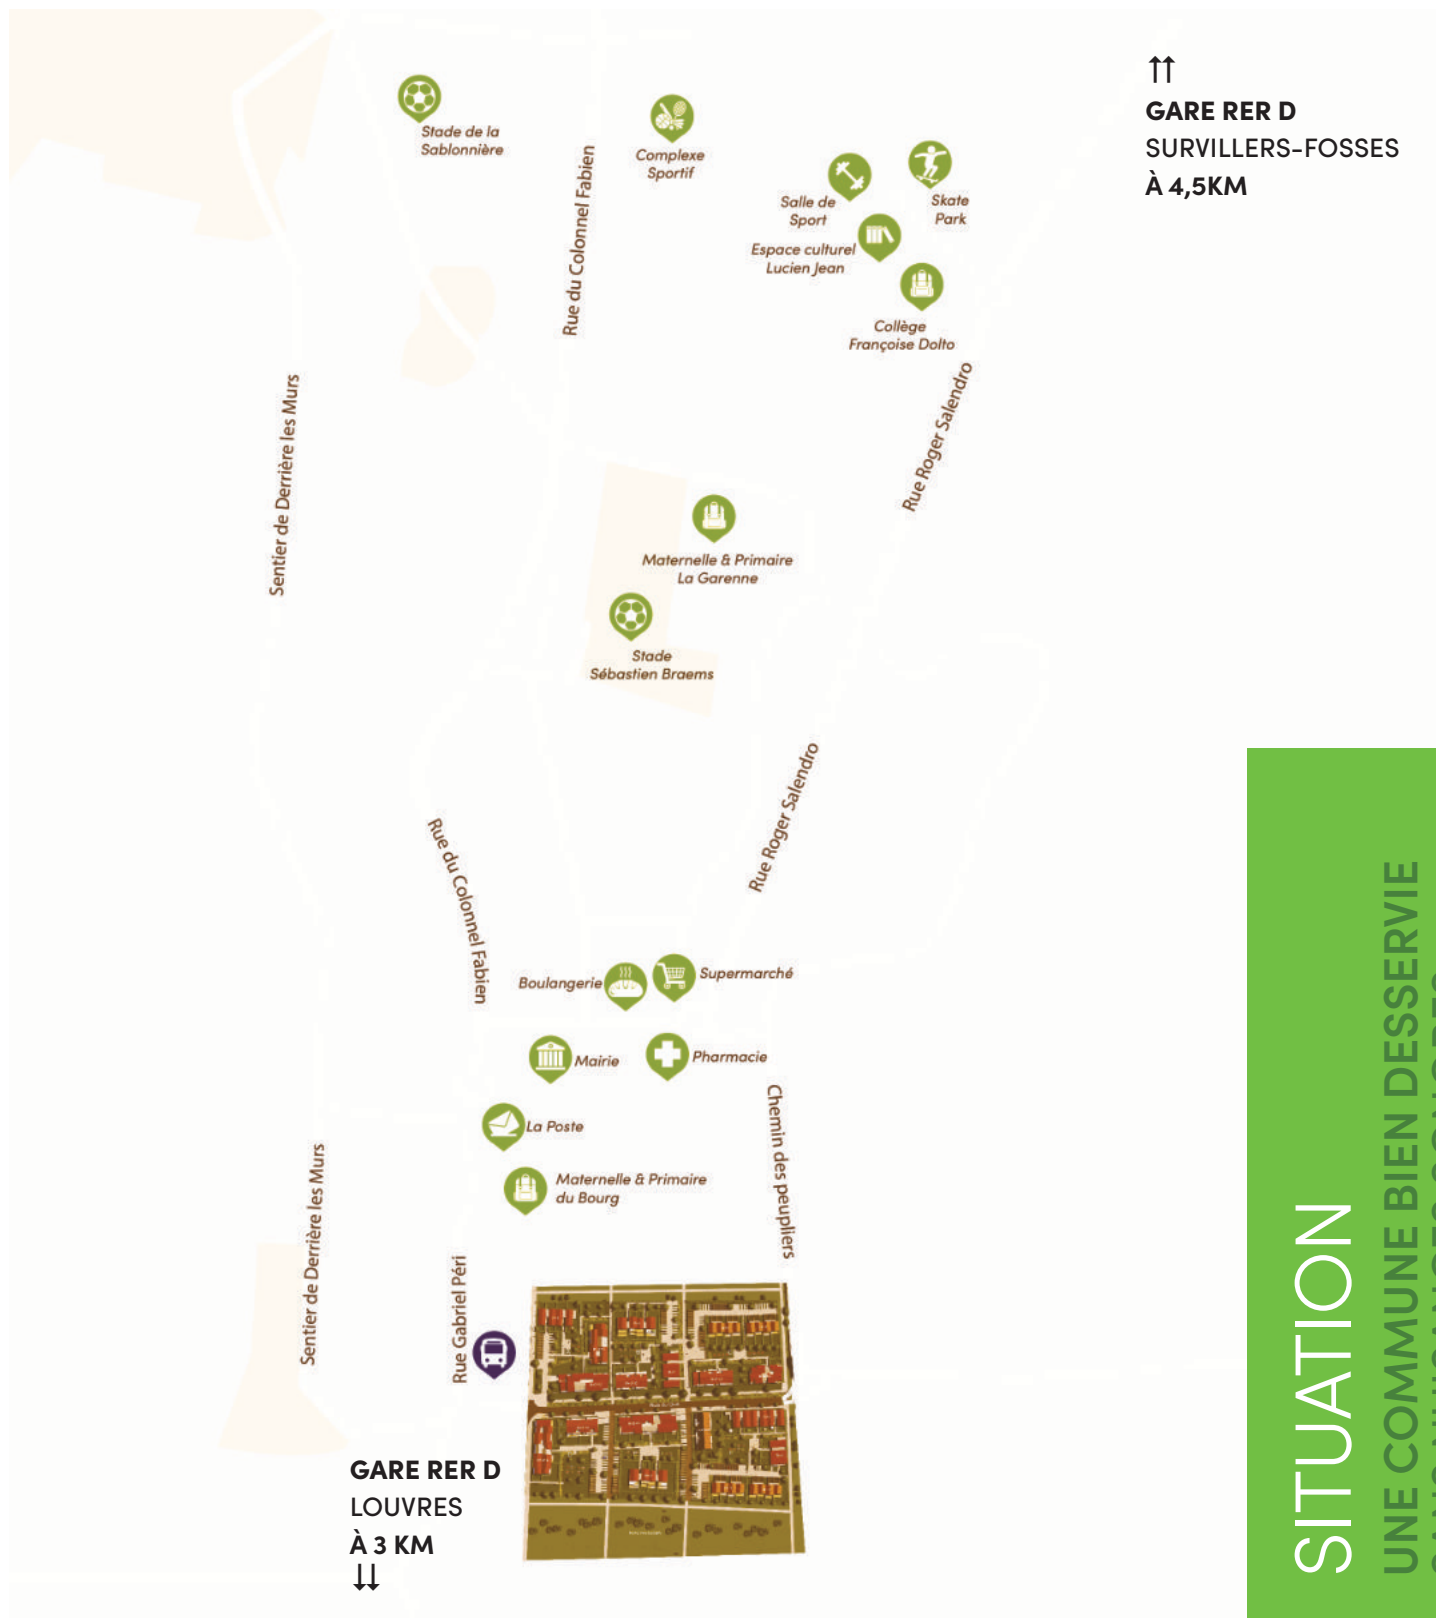 ↑↑
GARE RER D
SURVILLERS-FOSSES
À 4,5KM
Stade de la
Sablonnière
Complexe
Sportif
Salle de
Sport
Skate
Park
Espace culturel
Lucien Jean
Collège
Françoise Dolto
Rue du Colonnel Fabien
Sentier de Derrière les Murs
Rue Roger Salendro
Maternelle & Primaire
La Garenne
Stade
Sébastien Braems
Rue Roger Salendro
Rue du Colonnel Fabien
Boulangerie
Supermarché
Mairie
Pharmacie
La Poste
Maternelle & Primaire
du Bourg
Chemin des peupliers
Sentier de Derrière les Murs
Rue Gabriel Péri
GARE RER D
LOUVRES
À 3 KM
↓↓
SITUATION
UNE COMMUNE BIEN DESSERVIE